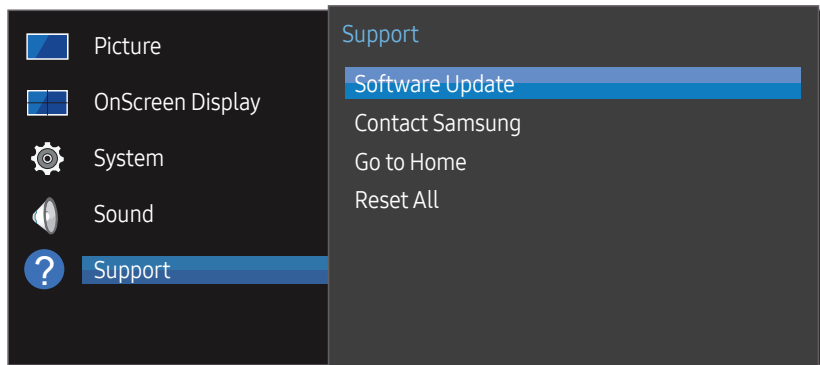 Picture
OnScreen Display
System
Sound
?
Support
Support
Software Update
Contact Samsung
Go to Home
Reset All